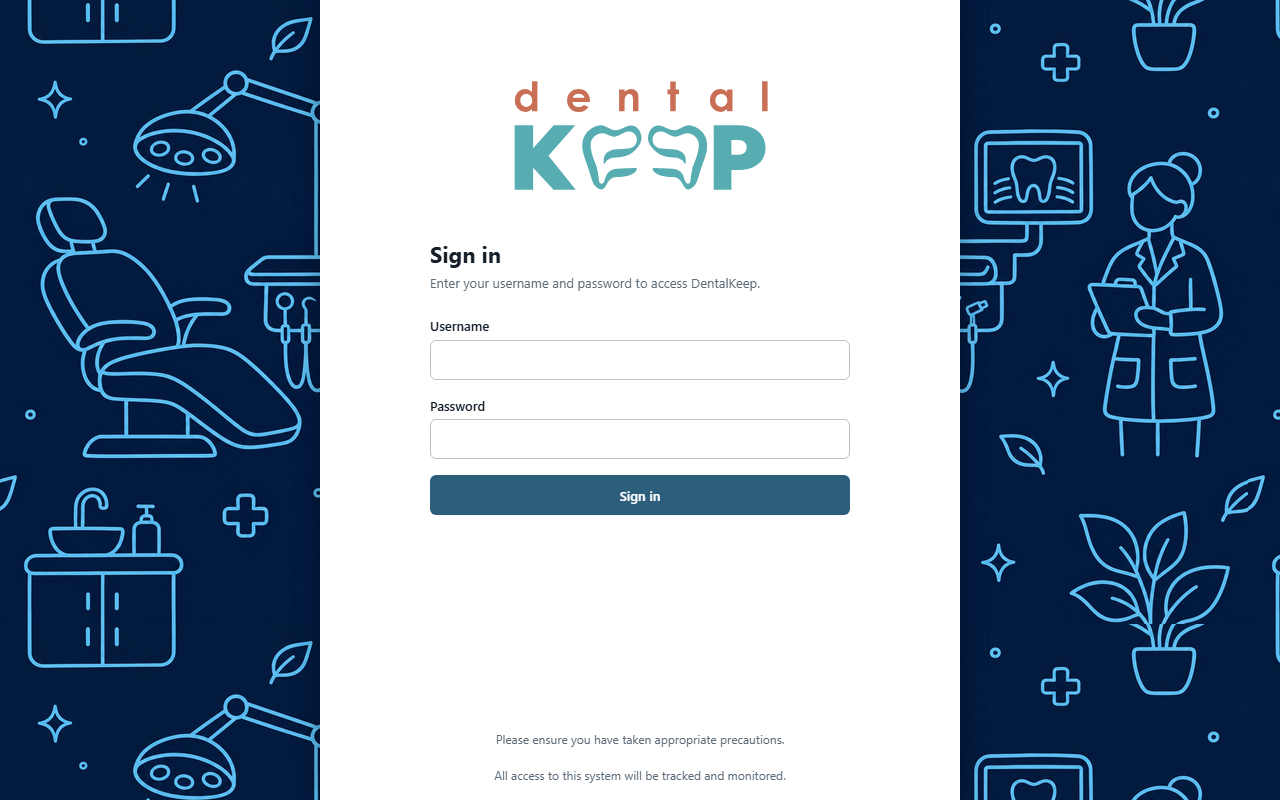 dental
KEEP
Sign in
Enter your username and password to access DentalKeep.
Username
Password
Sign in
Please ensure you have taken appropriate precautions.
All access to this system will be tracked and monitored.